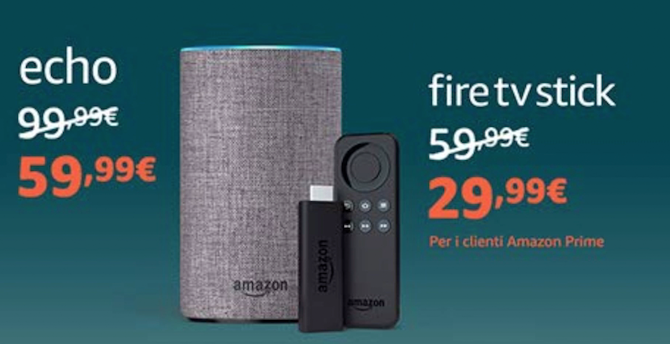 echo
99,99€
59,99€
fire tv stick
59,99€
29,99€
Per i clienti Amazon Prime
amazon
amazon
amazon